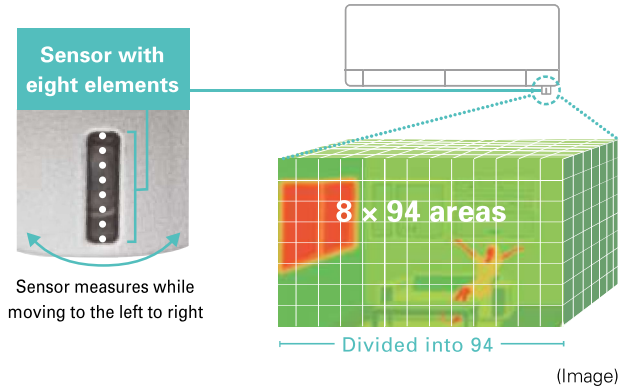 Sensor with
eight elements
8 × 94 areas
Sensor measures while
moving to the left to right
Divided into 94
(Image)